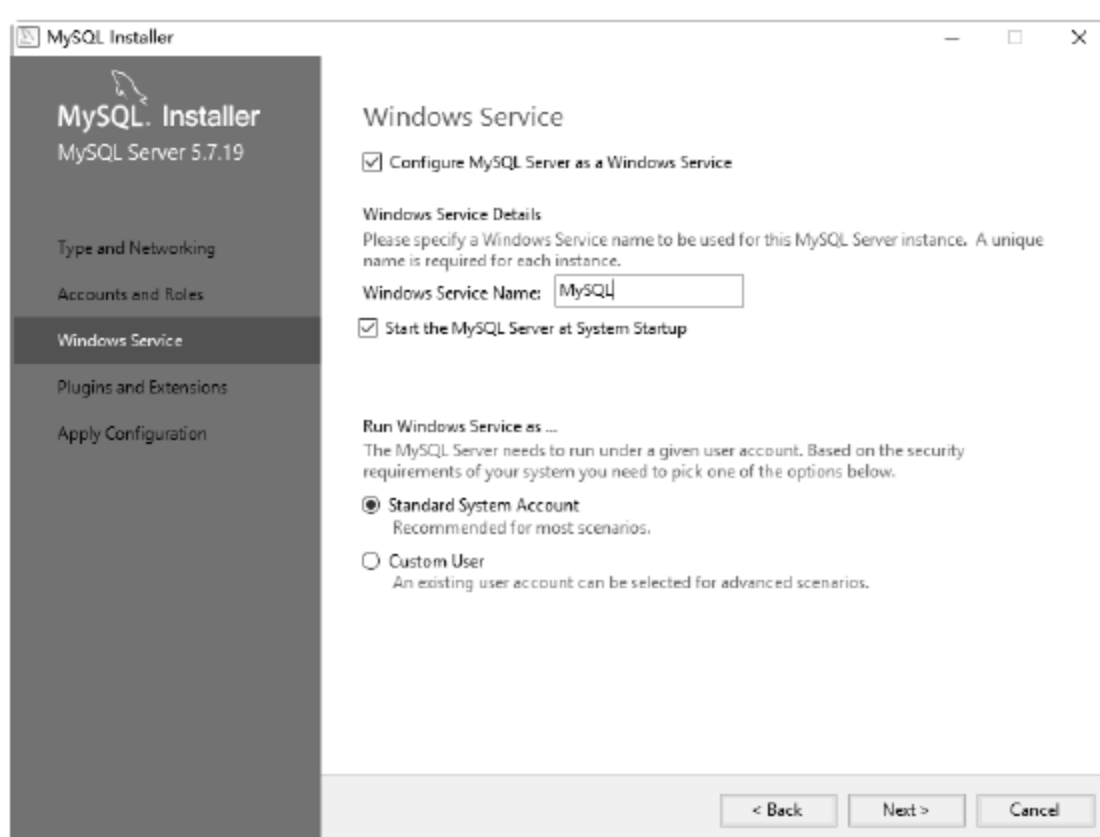 MySQL Installer
MySQL. Installer
MySQL Server 5.7.19
Type and Networking
Accounts and Roles
Windows Service
Plugins and Extensions
Apply Configuration
Windows Service
Configure MySQL Server as a Windows Service
Windows Service Details
Please specify a Windows Service name to be used for this MySQL Server instance. A unique
name is required for each instance.
Windows Service Name: MySQL
Start the MySQL Server at System Startup
Run Windows Service as ...
The MySQL Server needs to run under a given user account. Based on the security
requirements of your system you need to pick one of the options below.
Standard System Account
Recommended for most scenarios.
Custom User
An existing user account can be selected for advanced scenarios.
< Back Next > Cancel